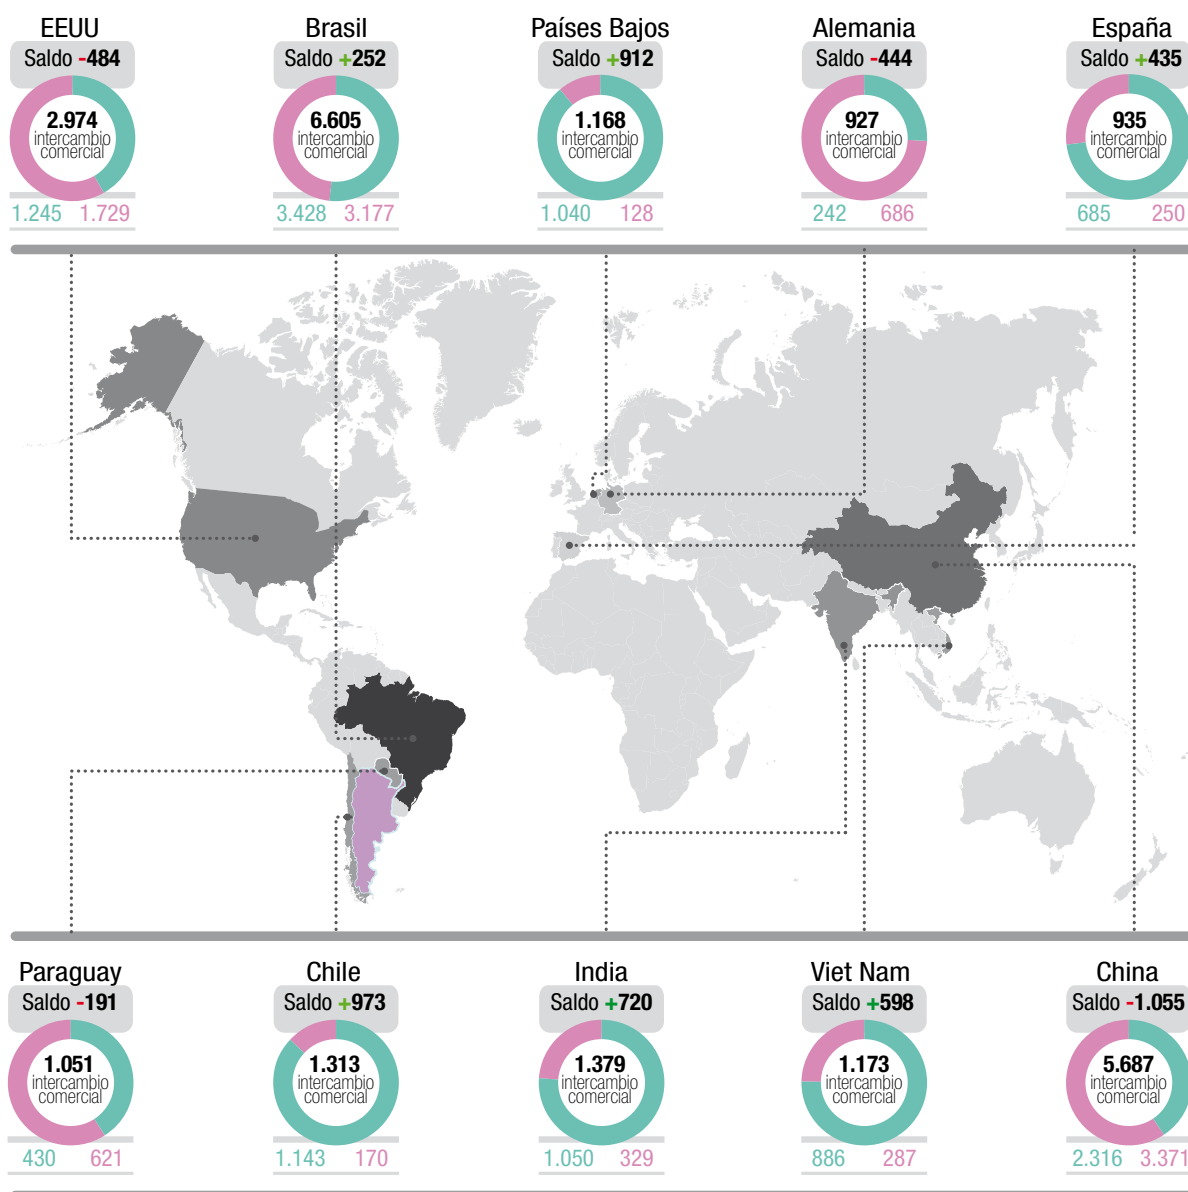 EEUU
Saldo -484
2.974
intercambio
comercial
1.245 1.729
Brasil
Saldo +252
6.605
intercambio
comercial
3.428 3.177
Países Bajos
Saldo +912
1.168
intercambio
comercial
1.040 128
Alemania
Saldo -444
927
intercambio
comercial
242 686
España
Saldo +435
935
intercambio
comercial
685 250
Paraguay
Saldo -191
1.051
intercambio
comercial
430 621
Chile
Saldo +973
1.313
intercambio
comercial
1.143 170
India
Saldo +720
1.379
intercambio
comercial
1.050 329
Viet Nam
Saldo +598
1.173
intercambio
comercial
886 287
China
Saldo -1.055
5.687
intercambio
comercial
2.316 3.371